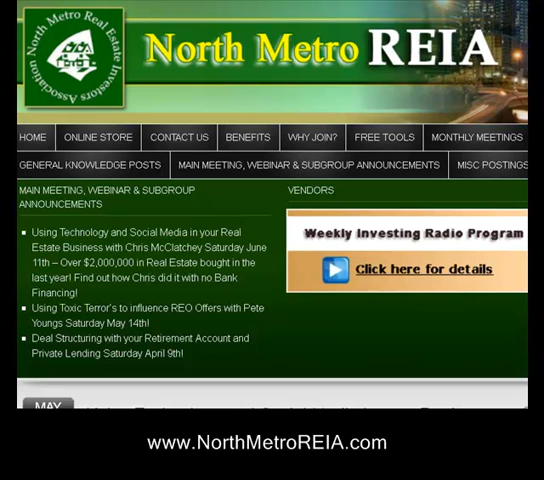 North Metro Real Estate Investors Association
North Metro REIA
HOME ONLINE STORE CONTACT US BENEFITS WHY JOIN? FREE TOOLS MONTHLY MEETINGS
GENERAL KNOWLEDGE POSTS MAIN MEETING, WEBINAR & SUBGROUP ANNOUNCEMENTS MISC POSTINGS
MAIN MEETING, WEBINAR & SUBGROUP
ANNOUNCEMENTS
Using Technology and Social Media in your Real
Estate Business with Chris McClatchey Saturday June
11th – Over $2,000,000 in Real Estate bought in the
last year! Find out how Chris did it with no Bank
Financing!
Using Toxic Terror's to influence REO Offers with Pete
Youngs Saturday May 14th!
Deal Structuring with your Retirement Account and
Private Lending Saturday April 9th!
VENDORS
Weekly Investing Radio Program
Click here for details
MAY
www.NorthMetroREIA.com